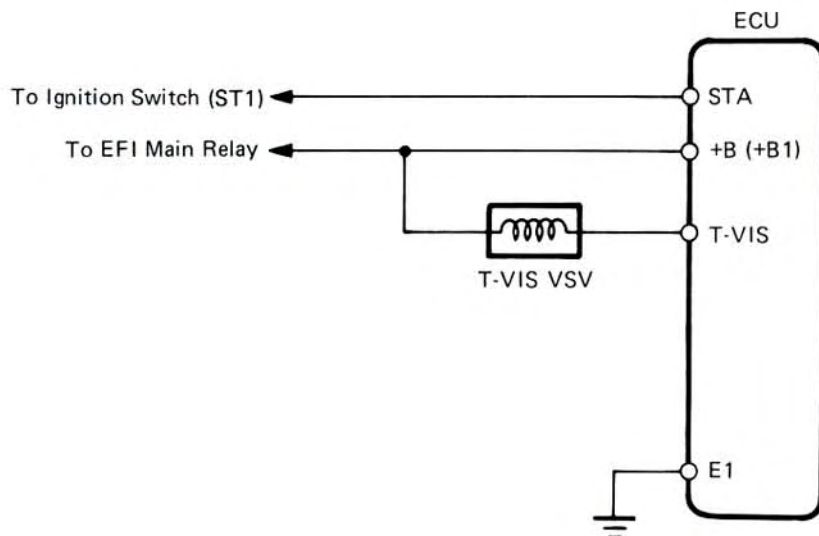 ECU
To Ignition Switch (ST1)
STA
To EFI Main Relay
+B (+B1)
T-VIS
T-VIS VSV
E1